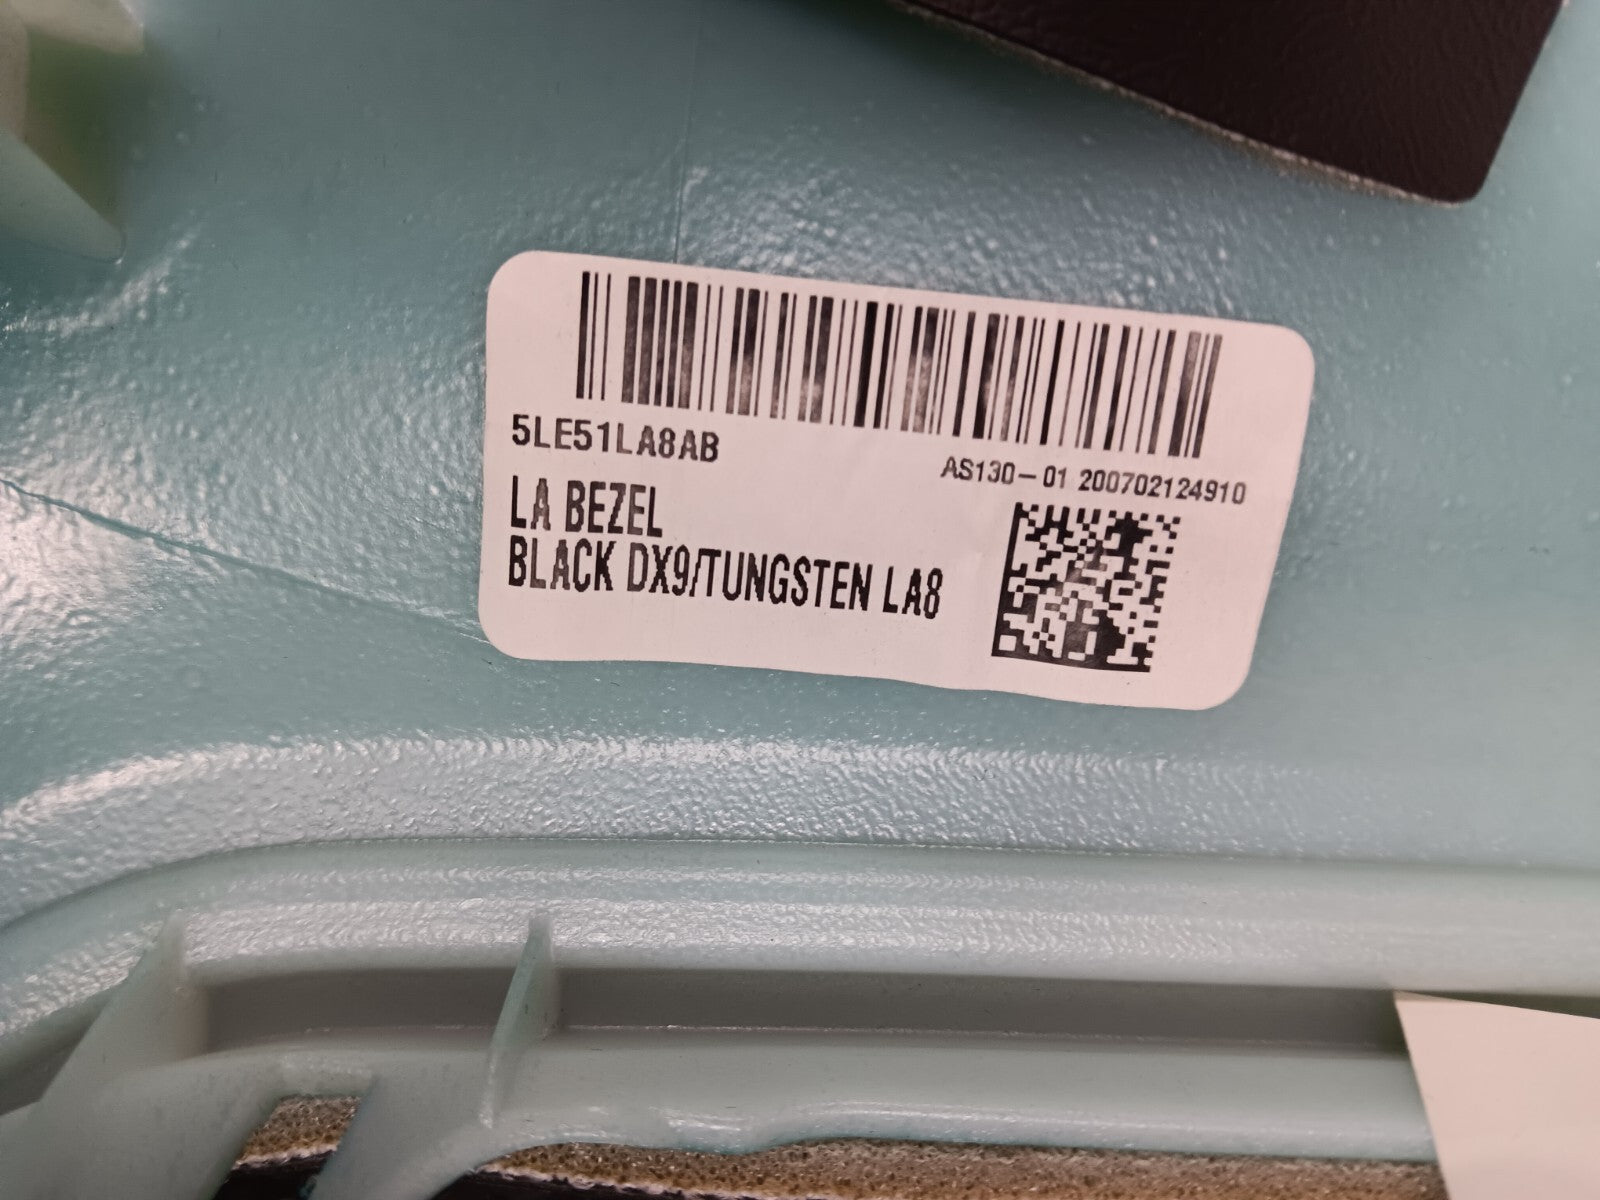 5LE51LA8AB
AS130-01 200702124910
LA BEZEL
BLACK DX9/TUNGSTEN LA8